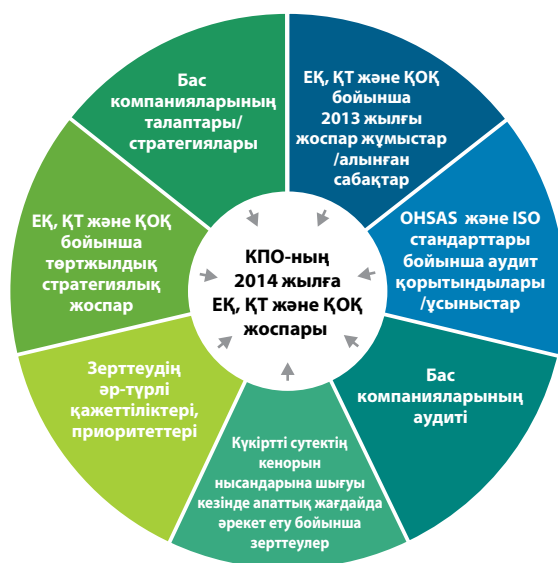 Бас
компанияларының
талаптары/
стратегиялары
ЕҚ, ҚТ және ҚОҚ
бойынша
2013 жылғы
жоспар жұмыстар
/алынған
сабақтар
OHSAS және ISO
стандарттары
бойынша аудит
қорытындылары
/ұсыныстар
Бас
компанияларының
аудиті
Күкіртті сутектің
кенорын
нысандарына шығуы
кезінде апаттық жағдайда
әрекет ету бойынша
зерттеулер
Зерттеудің
әр-түрлі
қажеттіліктері,
приоритеттері
ЕҚ, ҚТ және ҚОҚ
бойынша
төртжылдық
стратегиялық
жоспар
КПО-ның
2014 жылға
ЕҚ, ҚТ және ҚОҚ
жоспары